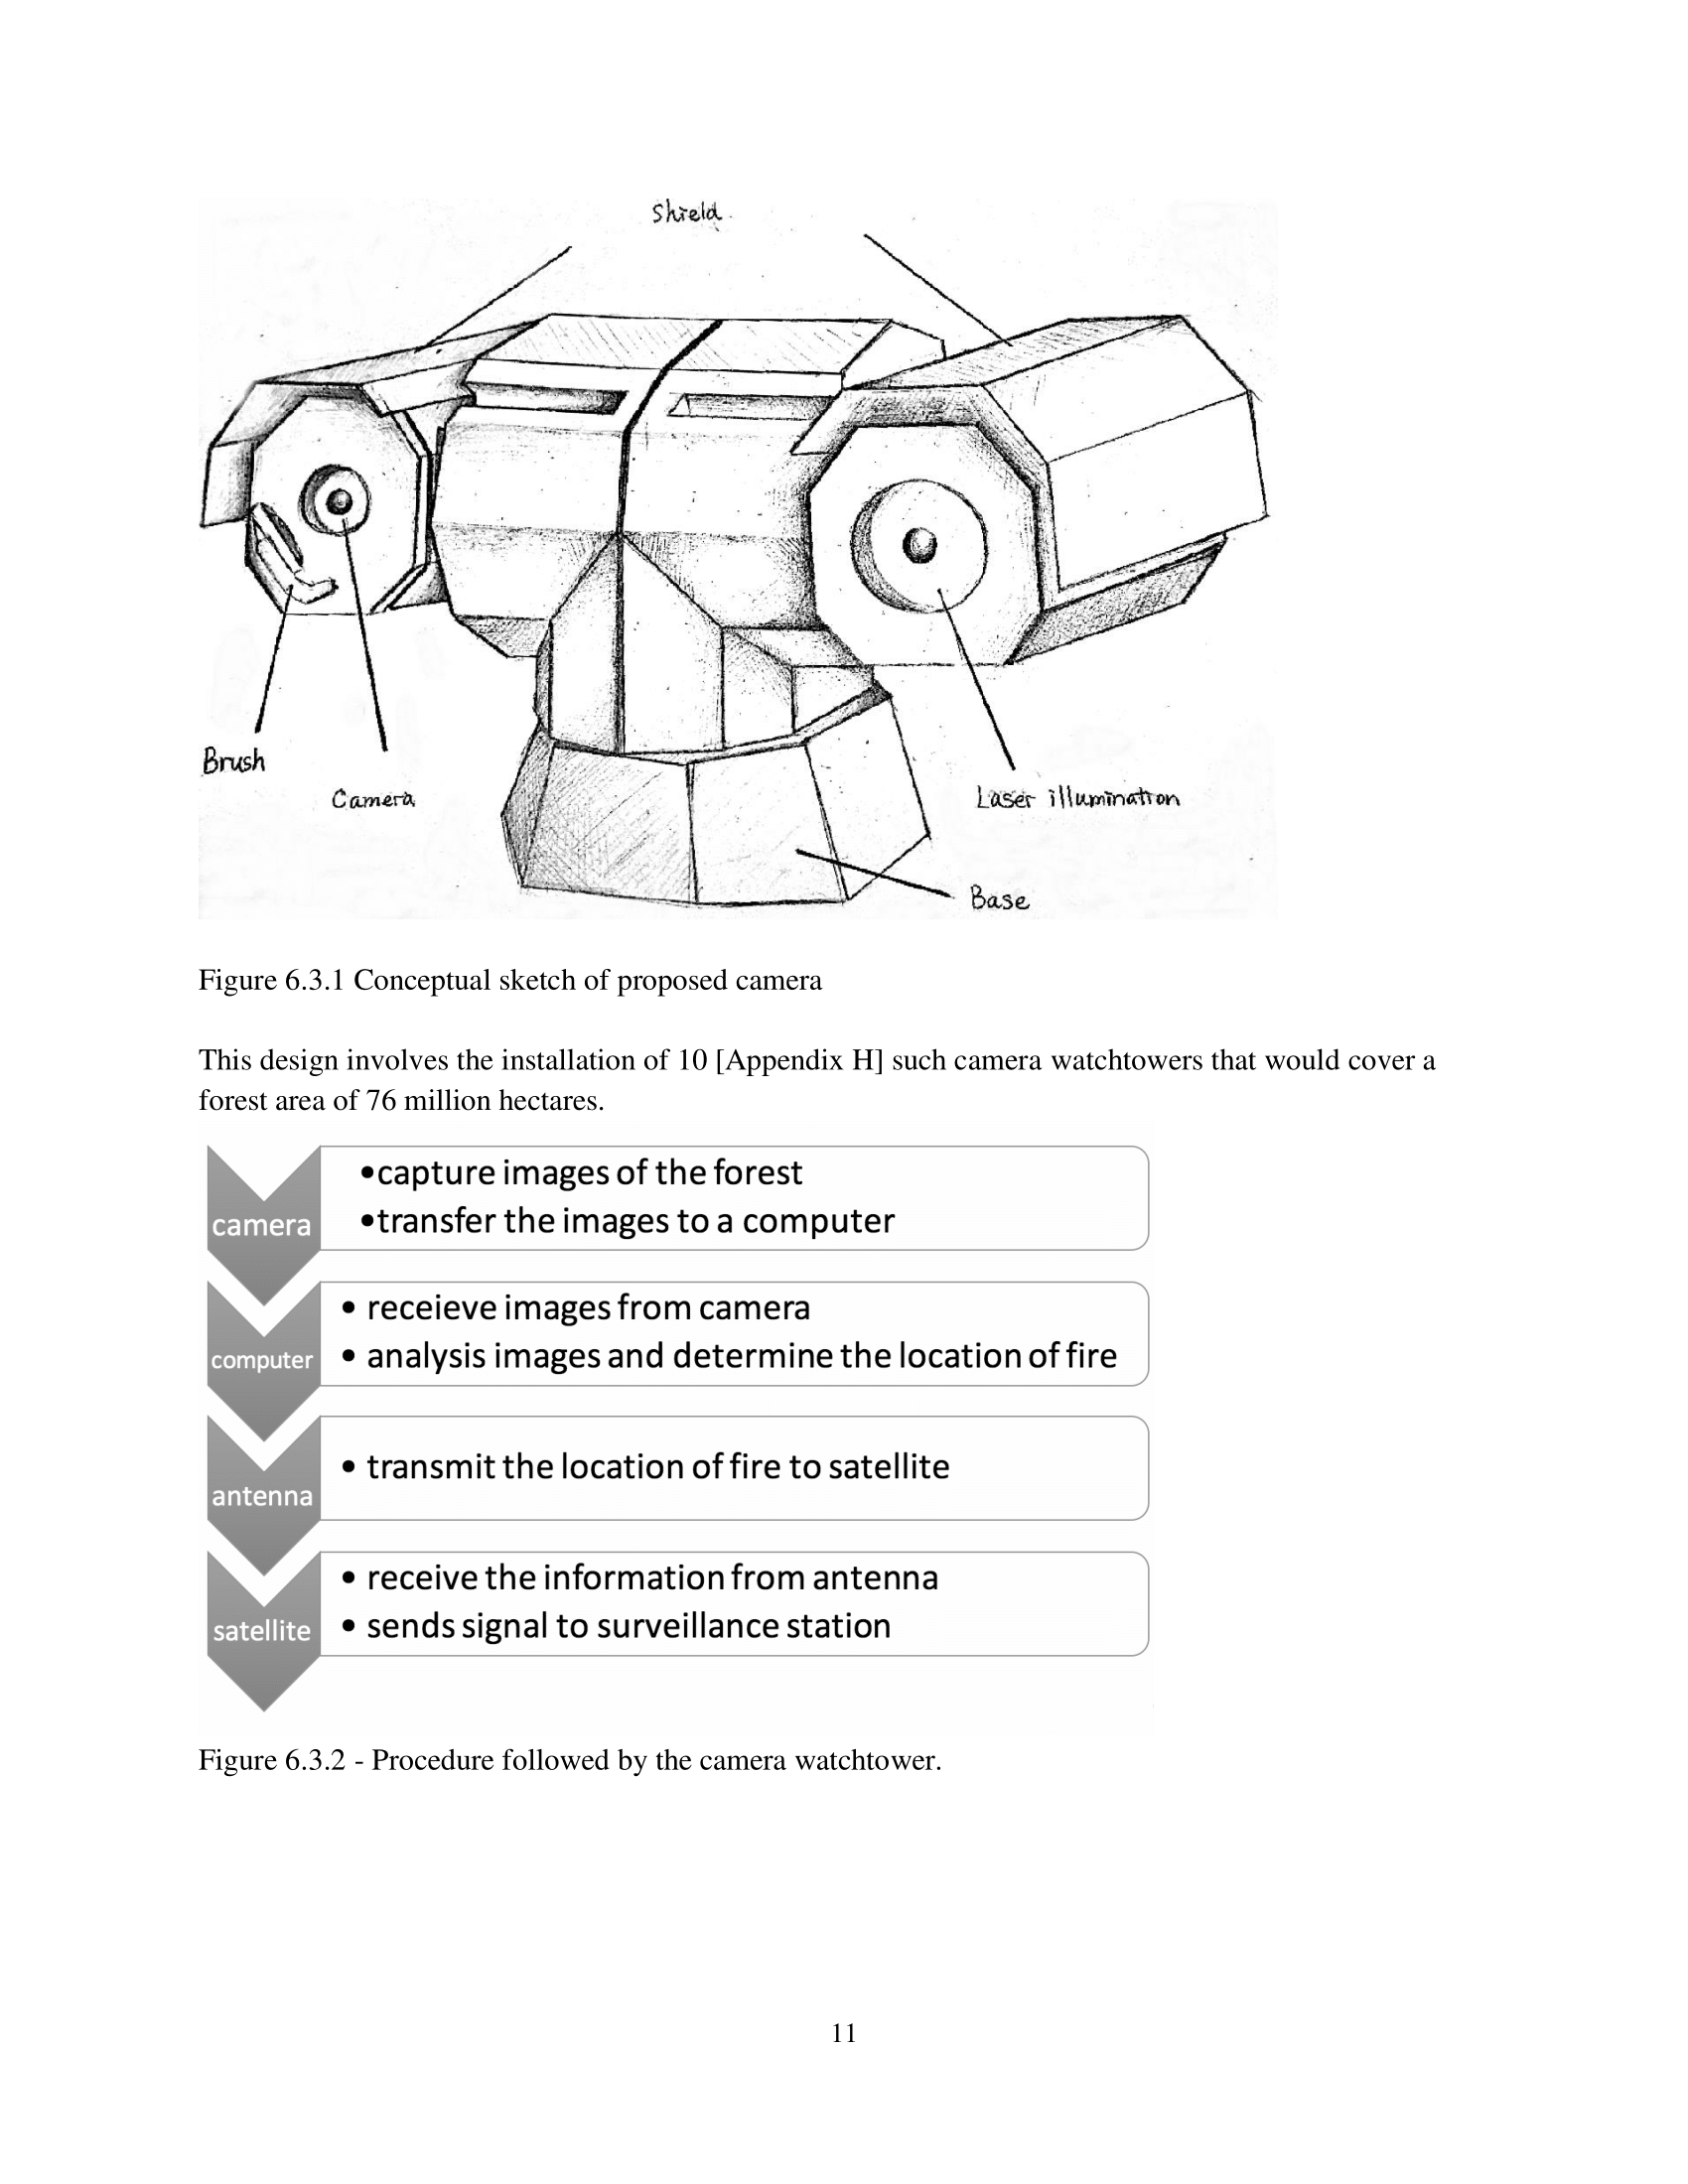 Shield
Brush
Camera
Laser illumination
Base
Figure 6.3.1 Conceptual sketch of proposed camera
This design involves the installation of 10 [Appendix H] such camera watchtowers that would cover a
forest area of 76 million hectares.
camera
•capture images of the forest
•transfer the images to a computer
computer
• receieve images from camera
• analysis images and determine the location of fire
antenna
• transmit the location of fire to satellite
satellite
• receive the information from antenna
• sends signal to surveillance station
Figure 6.3.2 - Procedure followed by the camera watchtower.
11